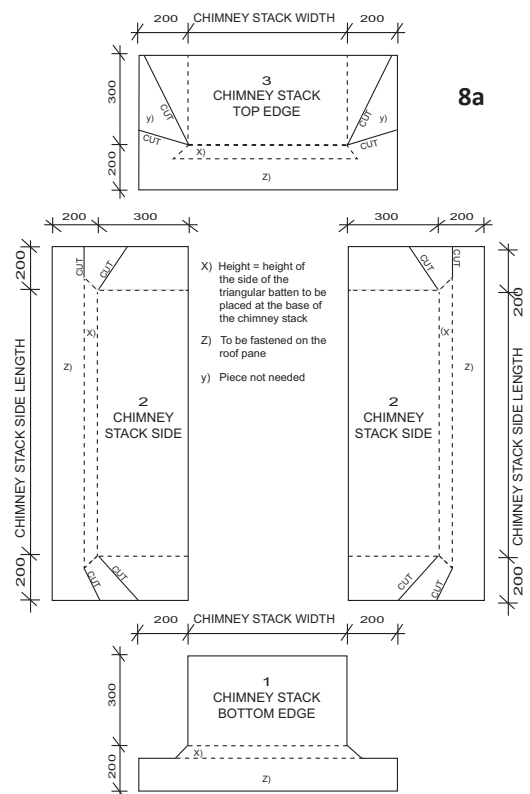 200 CHIMNEY STACK WIDTH 200
8a
300
200
3
CHIMNEY STACK
TOP EDGE
CUT
y)
CUT
CUT
y)
CUT
X)
Z)
200 300
200
CHIMNEY STACK SIDE LENGTH
200
CUT
CUT
X)
Z)
2
CHIMNEY
STACK SIDE
CUT
CUT
X) Height = height of
the side of the
triangular batten to be
placed at the base of
the chimney stack
Z) To be fastened on the
roof pane
y) Piece not needed
300 200
200
CHIMNEY STACK SIDE LENGTH
200
CUT
CUT
(X
Z)
2
CHIMNEY
STACK SIDE
CUT
CUT
200 CHIMNEY STACK WIDTH 200
300
200
1
CHIMNEY STACK
BOTTOM EDGE
X)
Z)